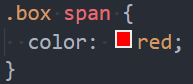 .box span {
  color: red;
}